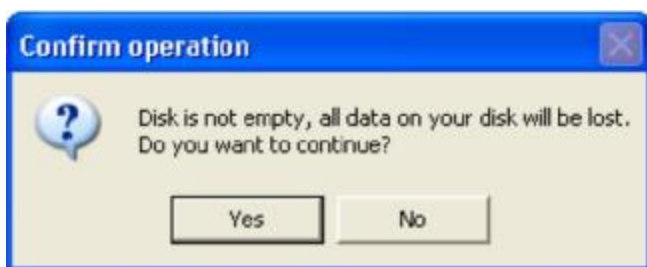 Confirm operation
Disk is not empty, all data on your disk will be lost.
Do you want to continue?
Yes No